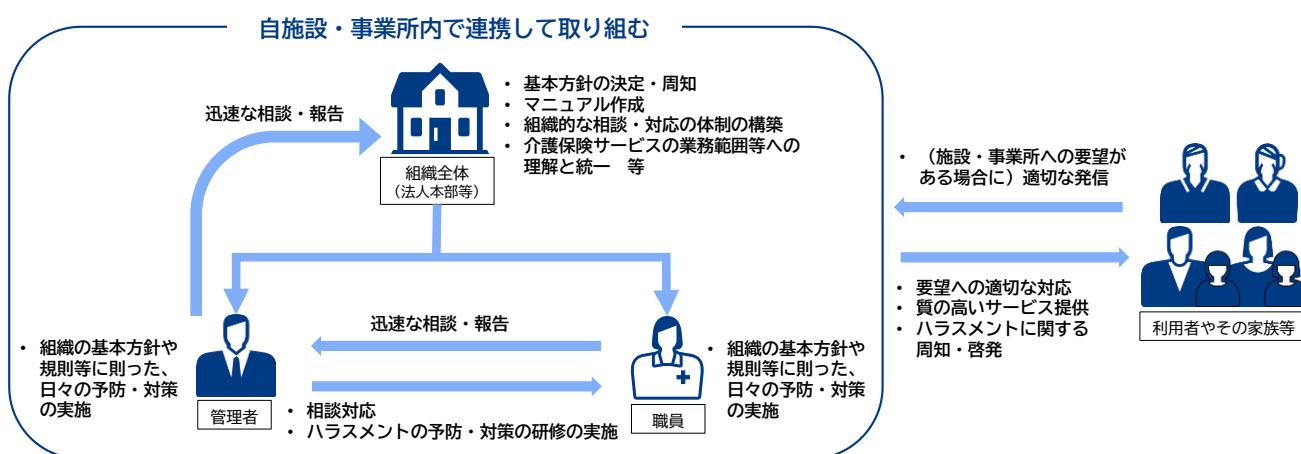 自施設・事業所内で連携して取り組む
迅速な相談・報告
・ 基本方針の決定・周知
・ マニュアル作成
・ 組織的な相談・対応の体制の構築
・ 介護保険サービスの業務範囲等への
理解と統一　等
組織全体
（法人本部等）
・ 組織の基本方針や
規則等に則った、
日々の予防・対策
の実施
管理者
迅速な相談・報告
・ 相談対応
・ ハラスメントの予防・対策の研修の実施
職員
・ 組織の基本方針や
規則等に則った、
日々の予防・対策
の実施
・ （施設・事業所への要望が
ある場合に）適切な発信
・ 要望への適切な対応
・ 質の高いサービス提供
・ ハラスメントに関する
周知・啓発
利用者やその家族等